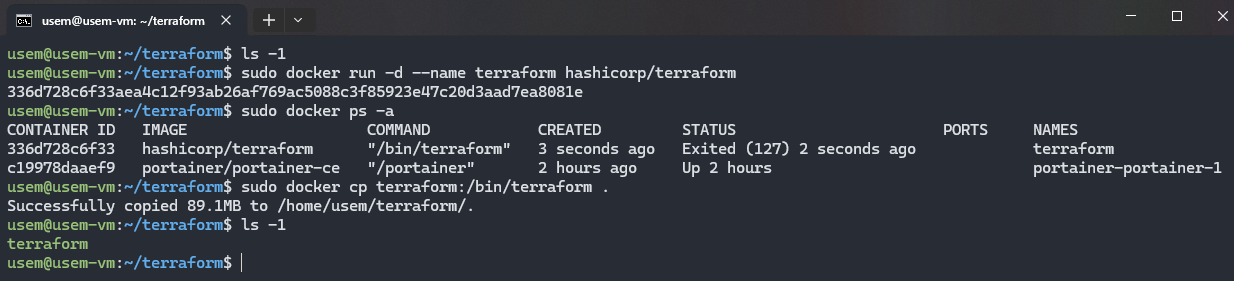 usem@usem-vm: ~/terraform
usem@usem-vm:~/terraform$ ls -1
usem@usem-vm:~/terraform$ sudo docker run -d --name terraform hashicorp/terraform
336d728c6f33aea4c12f93ab26af769ac5088c3f85923e47c20d3aad7ea8081e
usem@usem-vm:~/terraform$ sudo docker ps -a
CONTAINER ID   IMAGE                    COMMAND            CREATED         STATUS                       PORTS     NAMES
336d728c6f33   hashicorp/terraform      "/bin/terraform"   3 seconds ago   Exited (127) 2 seconds ago             terraform
c19978daaef9   portainer/portainer-ce   "/portainer"       2 hours ago     Up 2 hours                             portainer-portainer-1
usem@usem-vm:~/terraform$ sudo docker cp terraform:/bin/terraform .
Successfully copied 89.1MB to /home/usem/terraform/.
usem@usem-vm:~/terraform$ ls -1
terraform
usem@usem-vm:~/terraform$